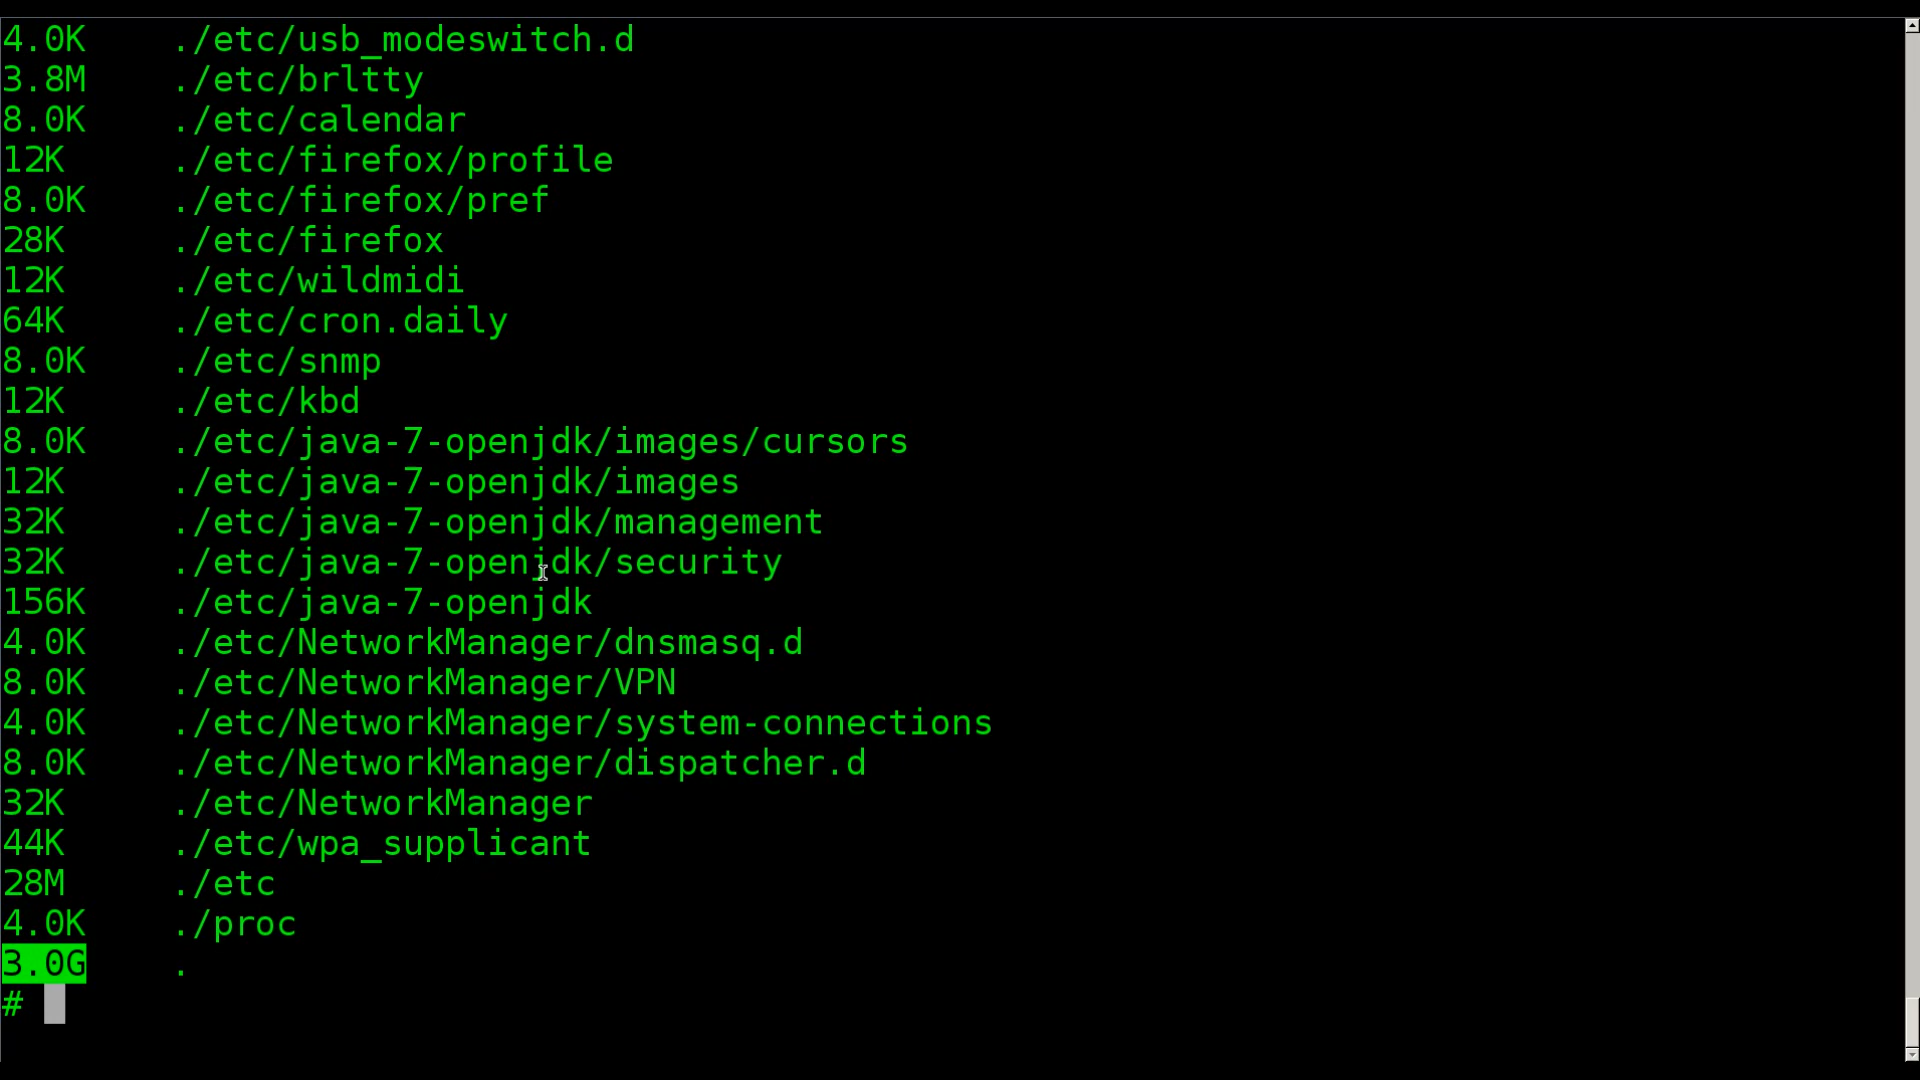 4.0K ./etc/usb_modeswitch.d
3.8M ./etc/brltty
8.0K ./etc/calendar
12K ./etc/firefox/profile
8.0K ./etc/firefox/pref
28K ./etc/firefox
12K ./etc/wildmidi
64K ./etc/cron.daily
8.0K ./etc/snmp
12K ./etc/kbd
8.0K ./etc/java-7-openjdk/images/cursors
12K ./etc/java-7-openjdk/images
32K ./etc/java-7-openjdk/management
32K ./etc/java-7-openjdk/security
156K ./etc/java-7-openjdk
4.0K ./etc/NetworkManager/dnsmasq.d
8.0K ./etc/NetworkManager/VPN
4.0K ./etc/NetworkManager/system-connections
8.0K ./etc/NetworkManager/dispatcher.d
32K ./etc/NetworkManager
44K ./etc/wpa_supplicant
28M ./etc
4.0K ./proc
3.0G .
#